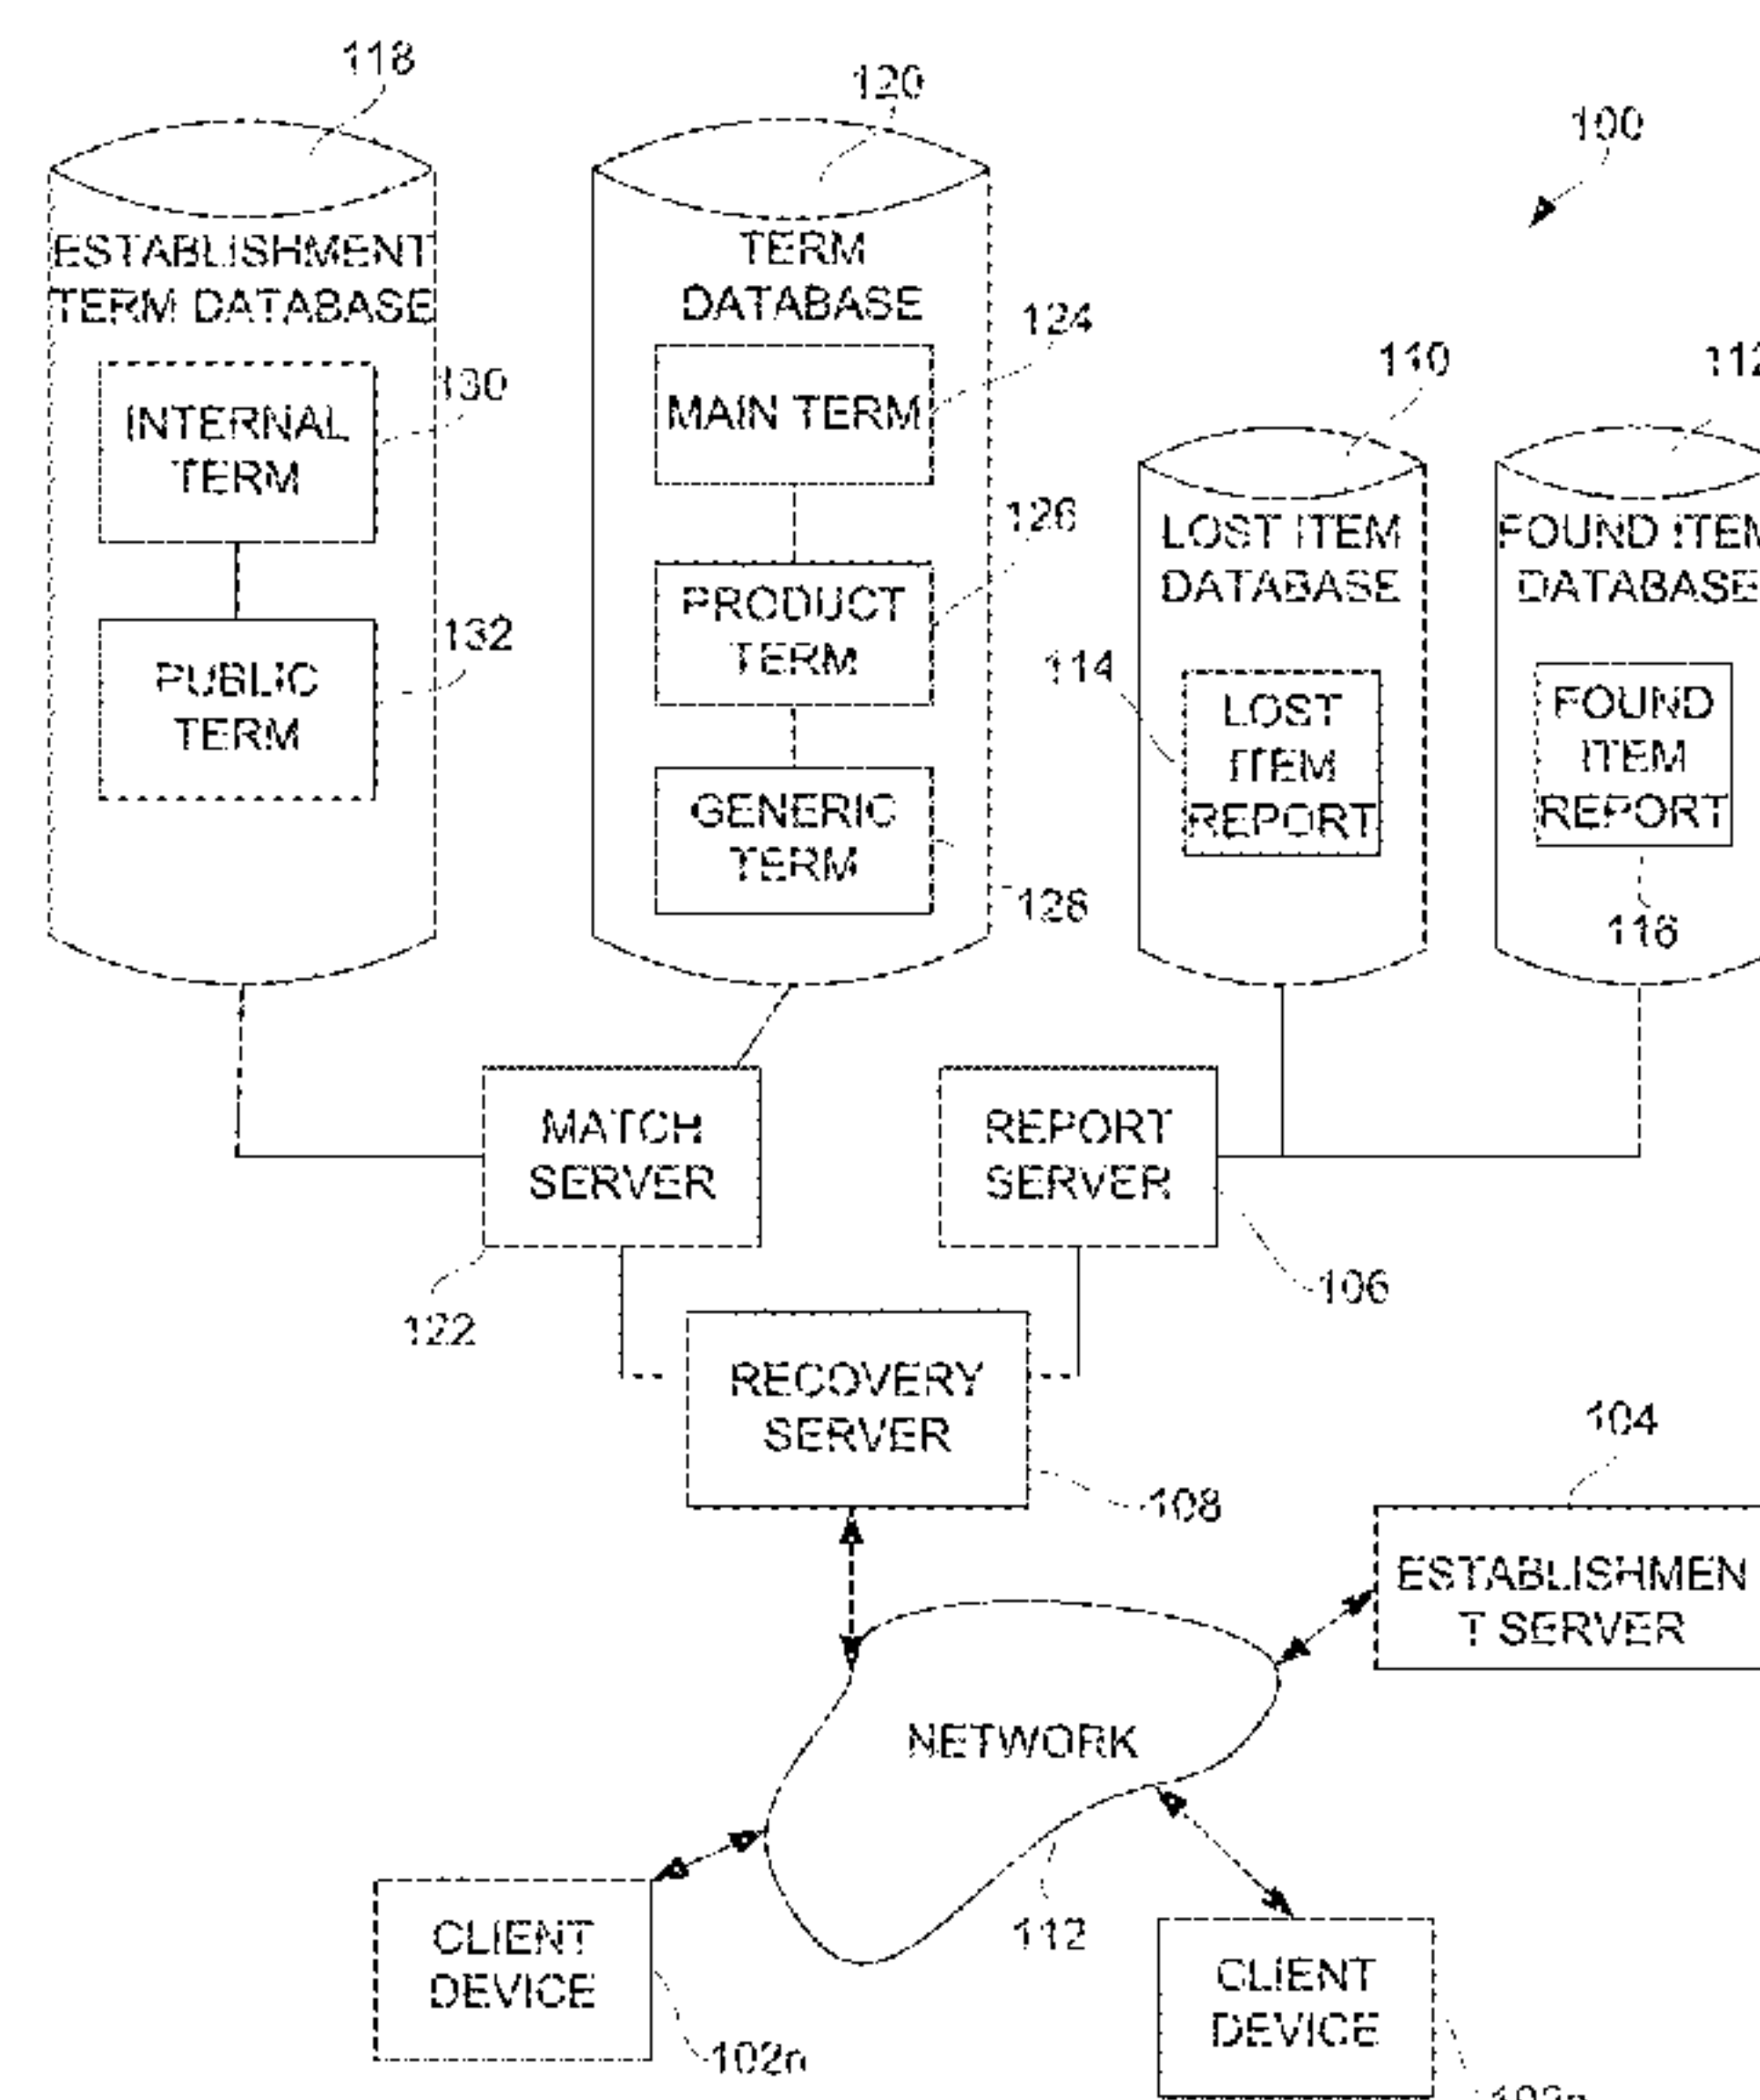 118
120
100
ESTABLISHMENT
TERM DATABASE
TERM
DATABASE
124
130
INTERNAL
TERM
MAIN TERM
110
112
126
LOST ITEM
DATABASE
FOUND ITEM
DATABASE
132
PUBLIC
TERM
PRODUCT
TERM
114
LOST
ITEM
REPORT
FOUND
ITEM
REPORT
GENERIC
TERM
128
116
MATCH
SERVER
REPORT
SERVER
106
122
RECOVERY
SERVER
108
104
ESTABLISHMEN
T SERVER
NETWORK
112
CLIENT
DEVICE
102n
CLIENT
DEVICE